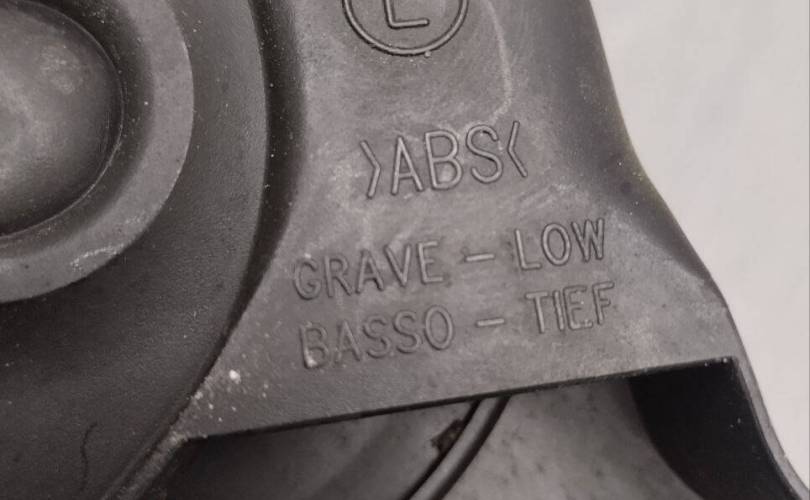 L
>ABS<
GRAVE - LOW
BASSO - TIEF